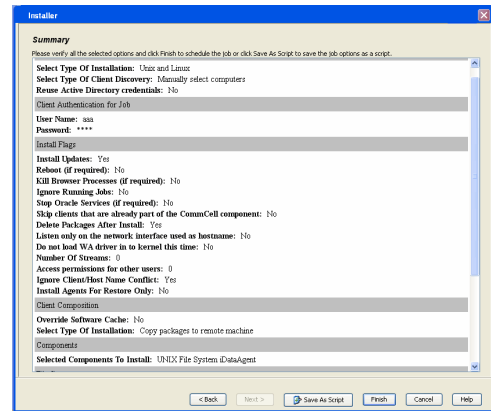 Installer
Summary
Please verify all the selected options and click Finish to schedule the job or click Save As Script to save the job options as a script.
Select Type Of Installation: Unix and Linux
Select Type Of Client Discovery: Manually select computers
Reuse Active Directory credentials: No
Client Authentication for Job
User Name: aaa
Password: ****
Install Flags
Install Updates: Yes
Reboot (if required): No
Kill Browser Processes (if required): No
Ignore Running Jobs: No
Stop Oracle Services (if required): No
Skip clients that are already part of the CommCell component: No
Delete Packages After Install: Yes
Listen only on the network interface used as hostname: No
Do not load WA driver in to kernel this time: No
Number Of Streams: 0
Access permissions for other users: 0
Ignore Client/Host Name Conflict: Yes
Install Agents For Restore Only: No
Client Composition
Override Software Cache: No
Select Type Of Installation: Copy packages to remote machine
Components
Selected Components To Install: UNIX File System iDataAgent
< Back Next > Save As Script Finish Cancel Help